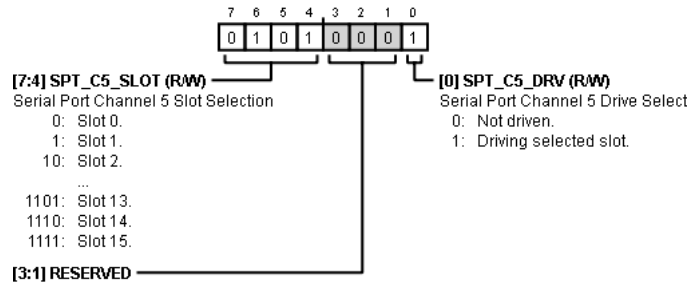 7 6 5 4 3 2 1 0
0 1 0 1 0 0 0 1
[7:4] SPT_C5_SLOT (R/W)
Serial Port Channel 5 Slot Selection
0: Slot 0.
1: Slot 1.
10: Slot 2.
...
1101: Slot 13.
1110: Slot 14.
1111: Slot 15.
[3:1] RESERVED
[0] SPT_C5_DRV (R/W)
Serial Port Channel 5 Drive Select
0: Not driven.
1: Driving selected slot.